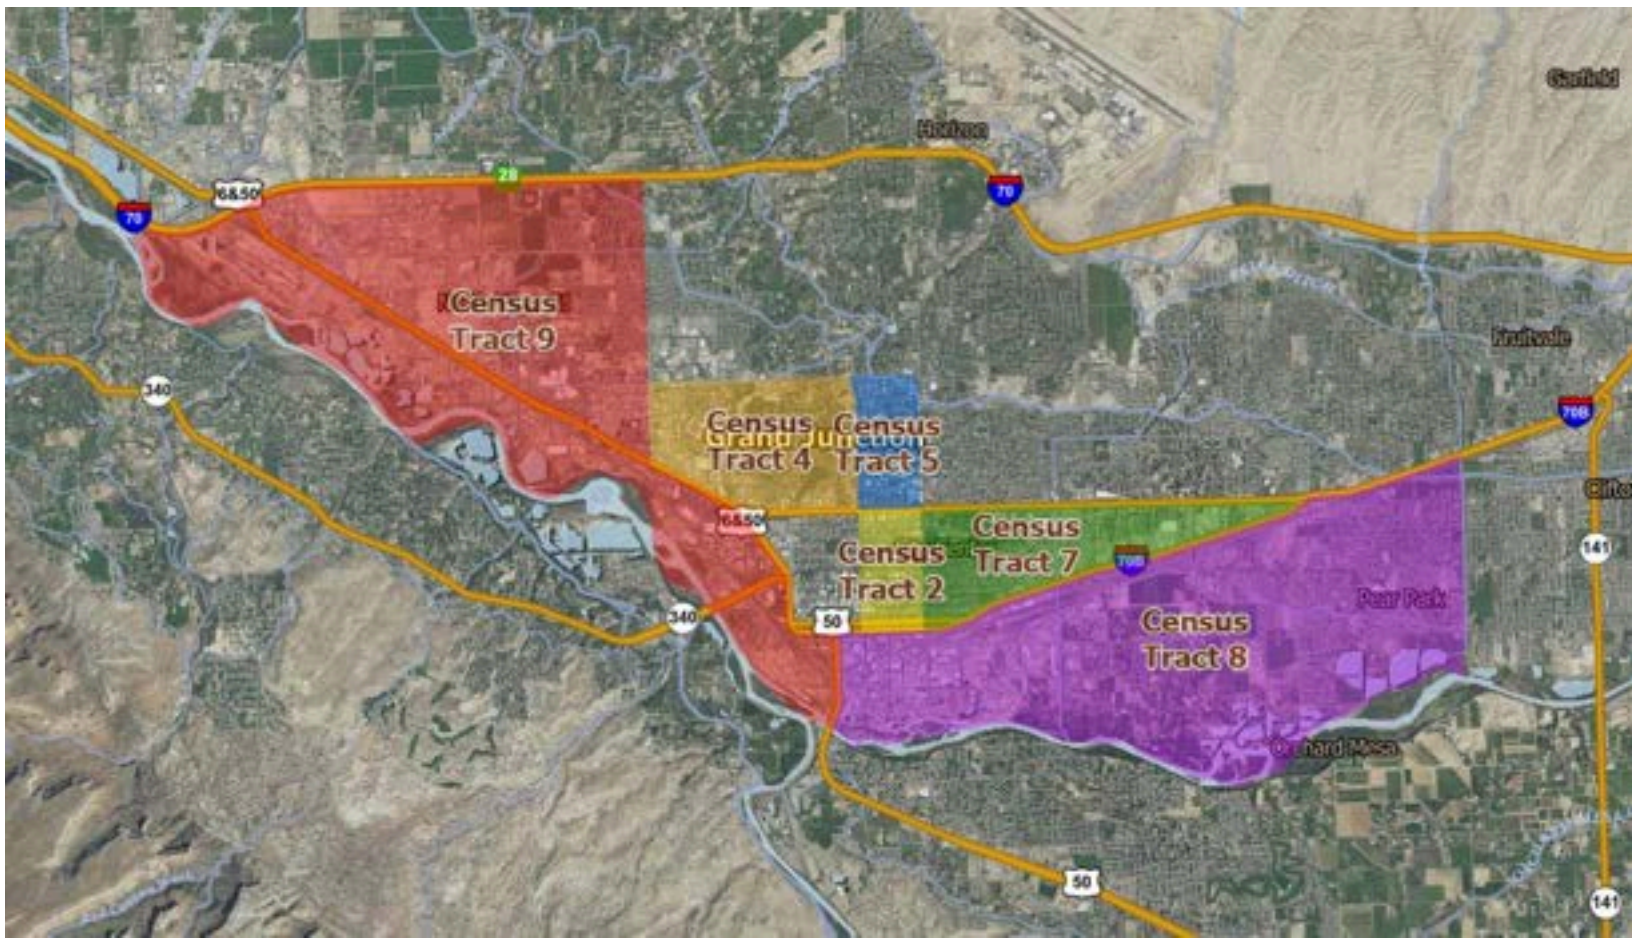 Garfield
Horizon
28
6&50
70
70
Census
Tract 9
Fruitvale
340
70B
Census
Tract 4
Census
Tract 5
Grand Junction
Clifto
6&50
Census
Tract 7
141
Census
Tract 2
70B
Pear Park
340
50
Census
Tract 8
Orchard Mesa
50
141